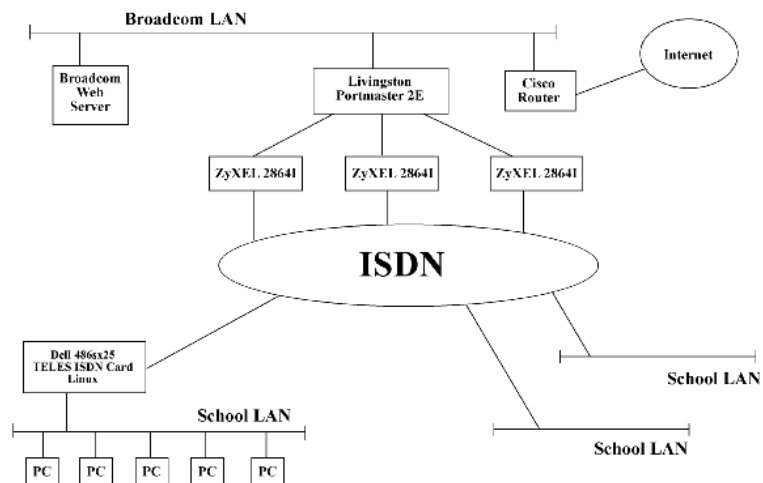 Broadcom LAN
Broadcom
Web
Server
Livingston
Portmaster 2E
Cisco
Router
Internet
ZyXEL 2864I
ZyXEL 2864I
ZyXEL 2864I
ISDN
Dell 486sx25
TELES ISDN Card
Linux
School LAN
School LAN
School LAN
PC
PC
PC
PC
PC